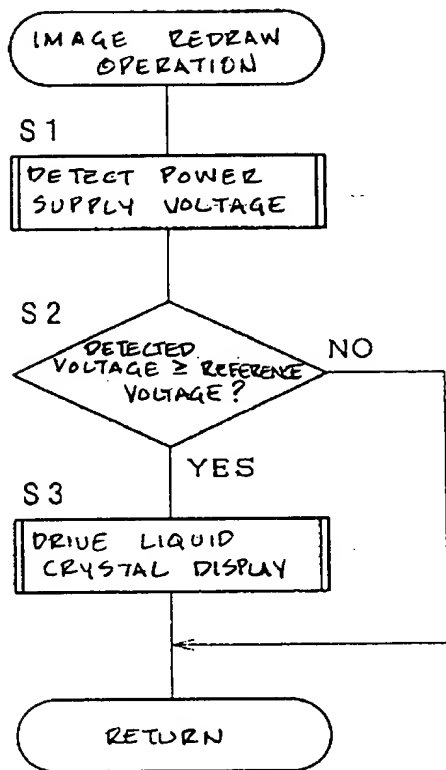 IMAGE REDRAW
OPERATION
S1
DETECT POWER
SUPPLY VOLTAGE
S2
DETECTED
VOLTAGE ≥ REFERENCE
VOLTAGE?
NO
YES
S3
DRIVE LIQUID
CRYSTAL DISPLAY
RETURN